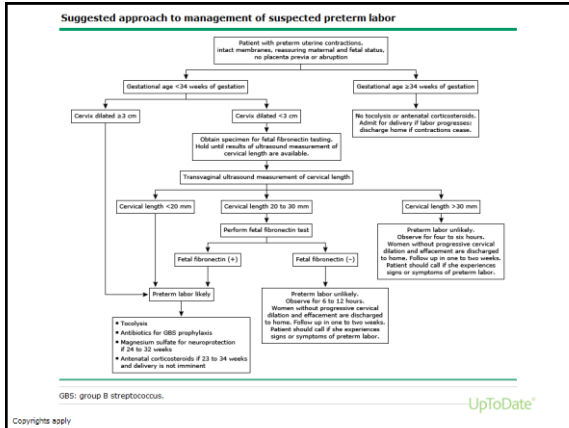 Suggested approach to management of suspected preterm labor
Patient with preterm uterine contractions,
intact membranes, reassuring maternal and fetal status,
no placenta previa or abruption
Gestational age <34 weeks of gestation
Gestational age ≥34 weeks of gestation
Cervix dilated ≥3 cm
Cervix dilated <3 cm
No tocolysis or antenatal corticosteroids.
Admit for delivery if labor progresses;
discharge home if contractions cease.
Obtain specimen for fetal fibronectin testing.
Hold until results of ultrasound measurement of
cervical length are available.
Transvaginal ultrasound measurement of cervical length
Cervical length <20 mm
Cervical length 20 to 30 mm
Cervical length >30 mm
Perform fetal fibronectin test
Preterm labor unlikely.
Observe for four to six hours.
Women without progressive cervical
dilation and effacement are discharged
to home. Follow up in one to two weeks.
Patient should call if she experiences
signs or symptoms of preterm labor.
Fetal fibronectin (+)
Fetal fibronectin (–)
Preterm labor likely
Preterm labor unlikely.
Observe for 6 to 12 hours.
Women without progressive cervical
dilation and effacement are discharged
to home. Follow up in one to two weeks.
Patient should call if she experiences
signs or symptoms of preterm labor.
■ Tocolysis
■ Antibiotics for GBS prophylaxis
■ Magnesium sulfate for neuroprotection
if 24 to 32 weeks
■ Antenatal corticosteroids if 23 to 34 weeks
and delivery is not imminent
GBS: group B streptococcus.
UpToDate®
Copyrights apply